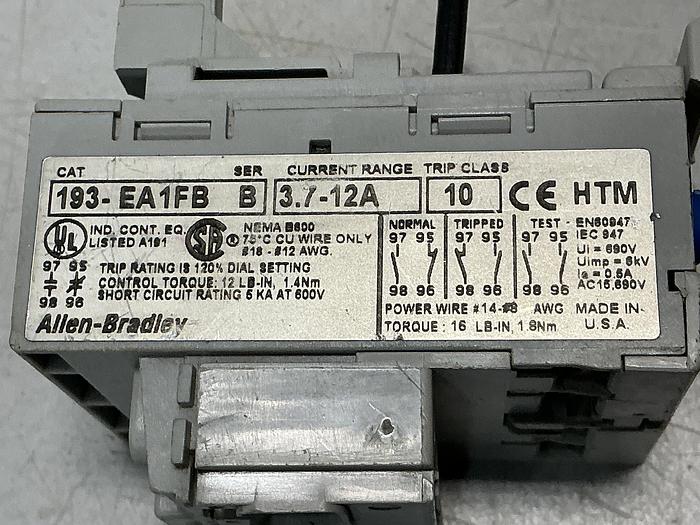 CAT SER CURRENT RANGE TRIP CLASS
193- EA1FB B 3.7-12A 10 CE HTM
UL IND. CONT. EQ. LISTED A191
SA ® NEMA B600
75°C CU WIRE ONLY
#18 - #12 AWG.
97 95
98 96
TRIP RATING IS 120% DIAL SETTING
CONTROL TORQUE: 12 LB-IN, 1.4Nm
SHORT CIRCUIT RATING 5 KA AT 600V
Allen-Bradley
NORMAL TRIPPED TEST
97 95 97 95 97 95
98 96 98 96 98 96
EN60947
IEC 947
Ui = 690V
Uimp = 6kV
Ie = 0.5A
AC15,690V
POWER WIRE #14-#8 AWG
TORQUE : 16 LB-IN, 1.8Nm
MADE IN
U.S.A.